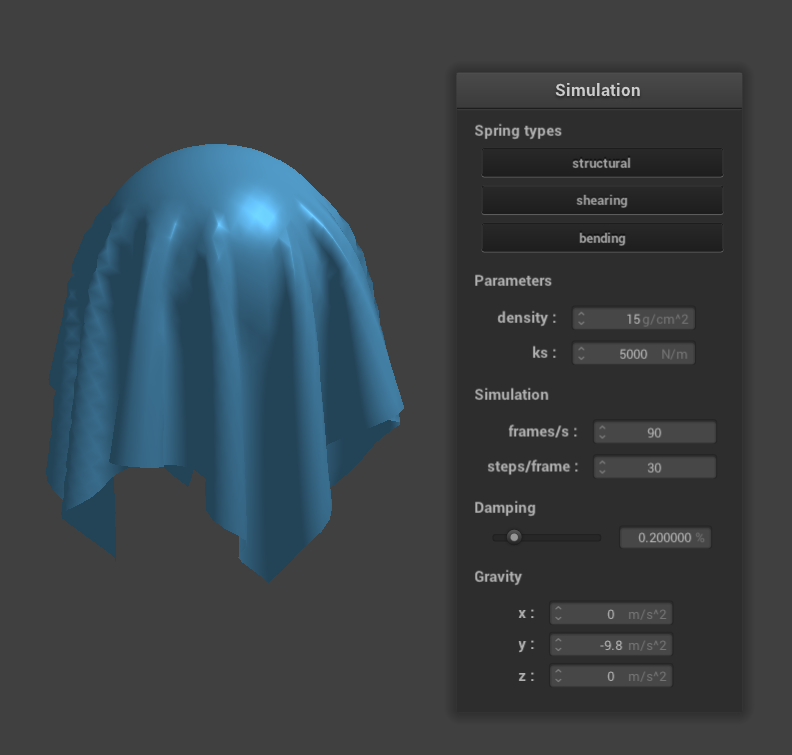 Simulation
Spring types
structural
shearing
bending
Parameters
density : 15 g/cm^2
ks : 5000 N/m
Simulation
frames/s : 90
steps/frame : 30
Damping
0.200000 %
Gravity
x : 0 m/s^2
y : -9.8 m/s^2
z : 0 m/s^2